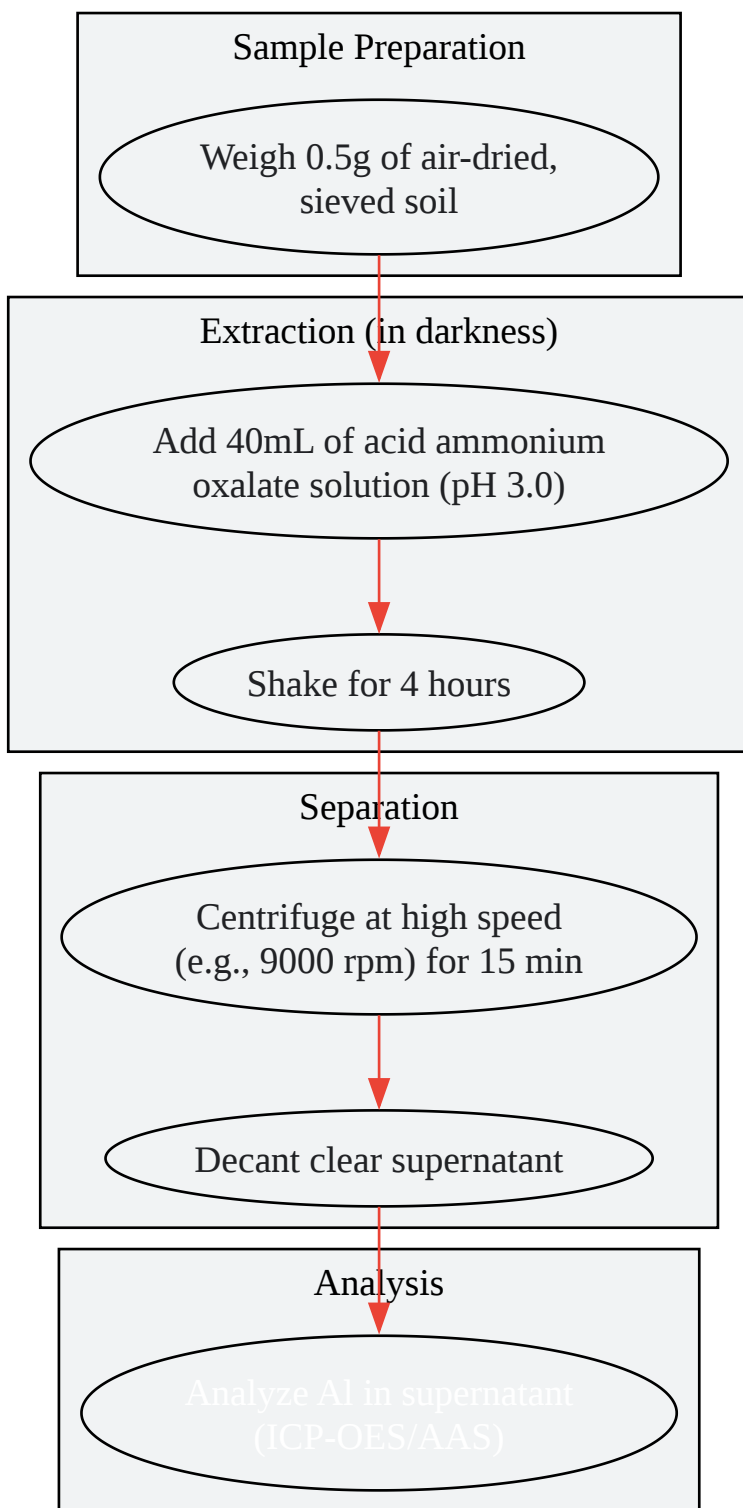 Sample Preparation
Weigh 0.5g of air-dried,
sieved soil
Extraction (in darkness)
Add 40mL of acid ammonium
oxalate solution (pH 3.0)
Shake for 4 hours
Separation
Centrifuge at high speed
(e.g., 9000 rpm) for 15 min
Decant clear supernatant
Analysis
Analyze Al in supernatant
(ICP-OES/AAS)